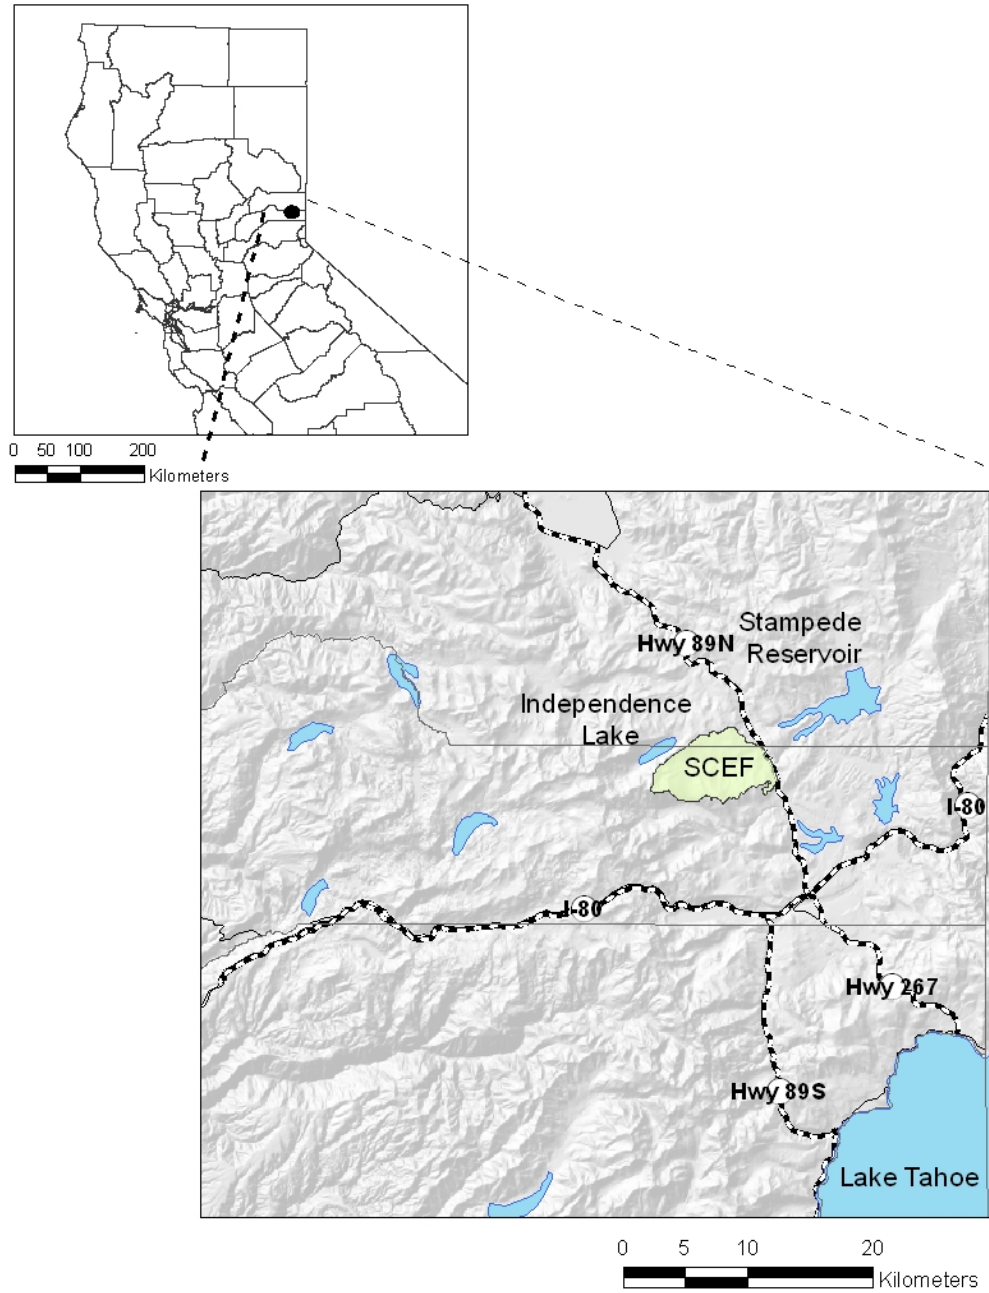 0 50 100 200
Kilometers
Hwy 89N
Stampede
Reservoir
Independence
Lake
SCEF
I-80
I-80
Hwy 267
Hwy 89S
Lake Tahoe
0 5 10 20
Kilometers